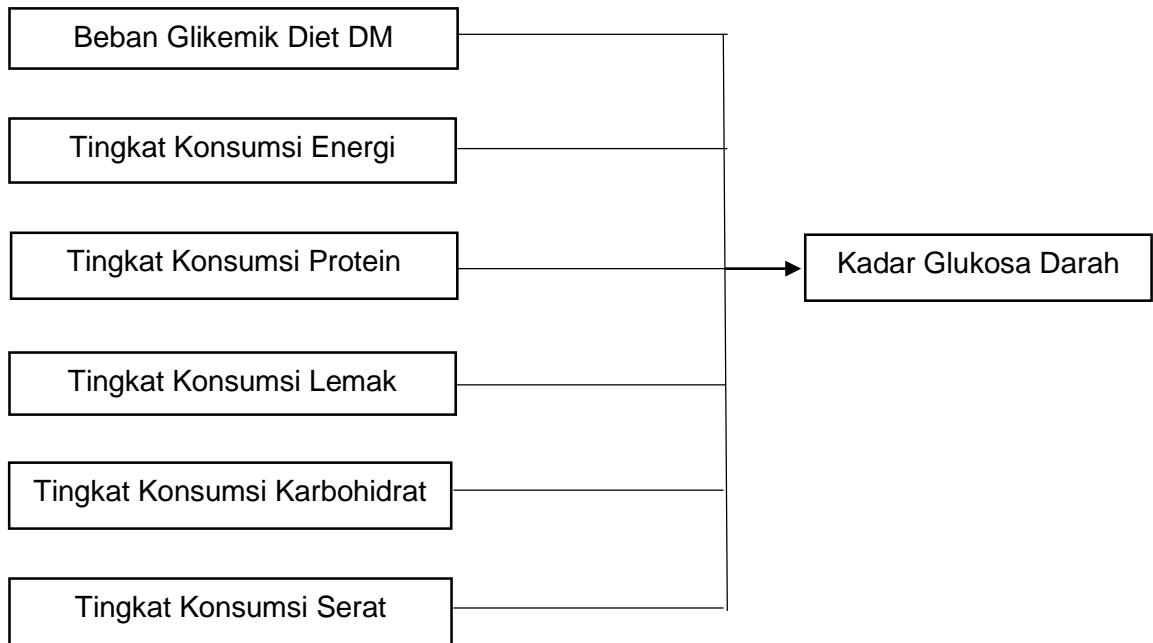 Beban Glikemik Diet DM
Tingkat Konsumsi Energi
Tingkat Konsumsi Protein
Kadar Glukosa Darah
Tingkat Konsumsi Lemak
Tingkat Konsumsi Karbohidrat
Tingkat Konsumsi Serat